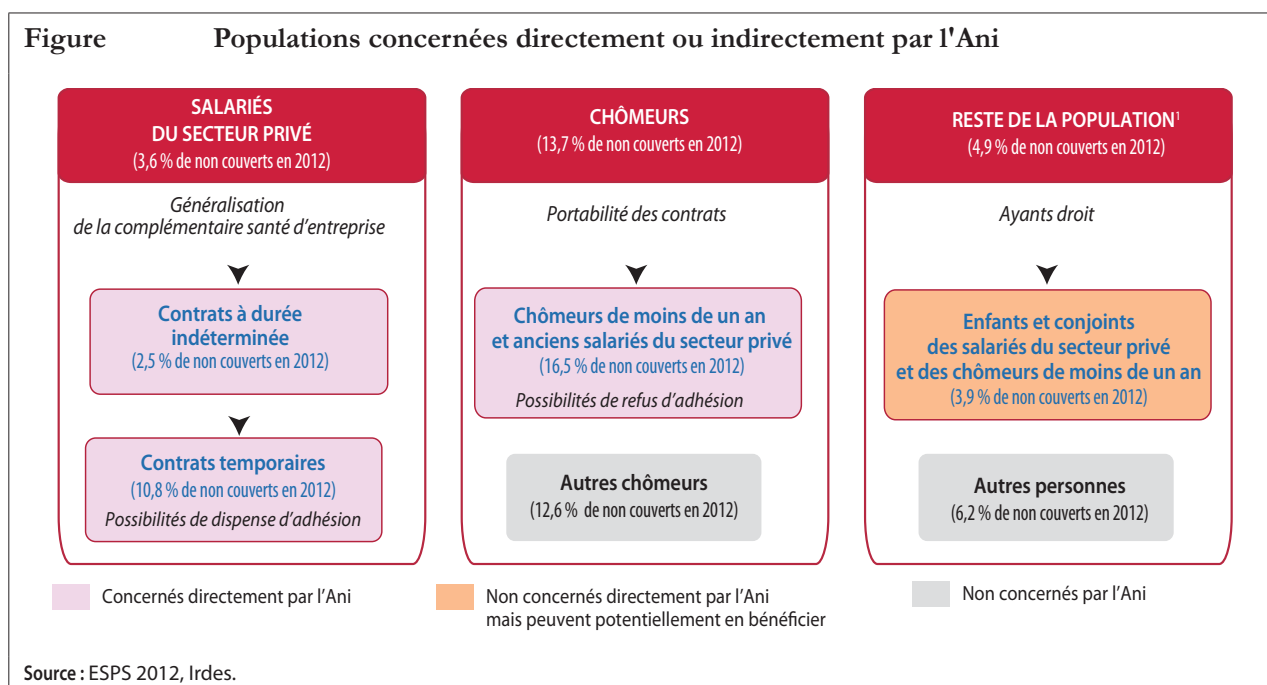 Figure Populations concernées directement ou indirectement par l'Ani
SALARIÉS
DU SECTEUR PRIVÉ
(3,6 % de non couverts en 2012)
Généralisation
de la complémentaire santé d’entreprise
Contrats à durée
indéterminée
(2,5 % de non couverts en 2012)
Contrats temporaires
(10,8 % de non couverts en 2012)
Possibilités de dispense d’adhésion
CHÔMEURS
(13,7 % de non couverts en 2012)
Portabilité des contrats
Chômeurs de moins de un an
et anciens salariés du secteur privé
(16,5 % de non couverts en 2012)
Possibilités de refus d’adhésion
Autres chômeurs
(12,6 % de non couverts en 2012)
RESTE DE LA POPULATION¹
(4,9 % de non couverts en 2012)
Ayants droit
Enfants et conjoints
des salariés du secteur privé
et des chômeurs de moins de un an
(3,9 % de non couverts en 2012)
Autres personnes
(6,2 % de non couverts en 2012)
Concernés directement par l’Ani
Non concernés directement par l’Ani
mais peuvent potentiellement en bénéficier
Non concernés par l’Ani
Source : ESPS 2012, Irdes.